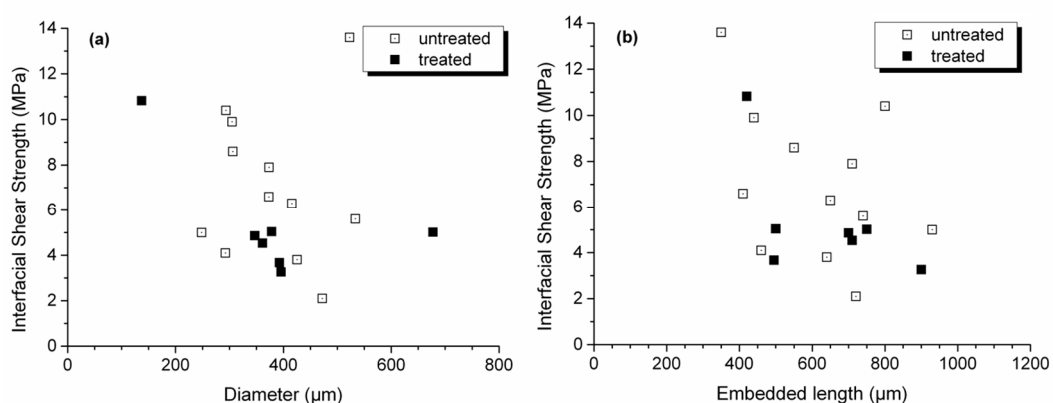 (a)
untreated
treated
Interfacial Shear Strength (MPa)
14
12
10
8
6
4
2
0
0 200 400 600 800
Diameter (µm)
(b)
untreated
treated
Interfacial Shear Strength (MPa)
14
12
10
8
6
4
2
0
0 200 400 600 800 1000 1200
Embedded length (µm)